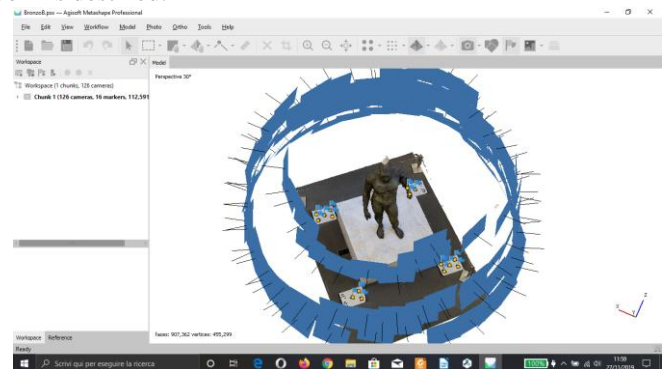 BronzoB.psx — Agisoft Metashape Professional
File Edit View Workflow Model Photo Ortho Tools Help
Workspace
Model
Workspace (1 chunks, 126 cameras)
Chunk 1 (126 cameras, 16 markers, 112,591
Perspective 30°
X
Y
Z
faces: 907,362 vertices: 455,299
Workspace Reference
Ready
Scrivi qui per eseguire la ricerca
100%
11:59
27/11/2019